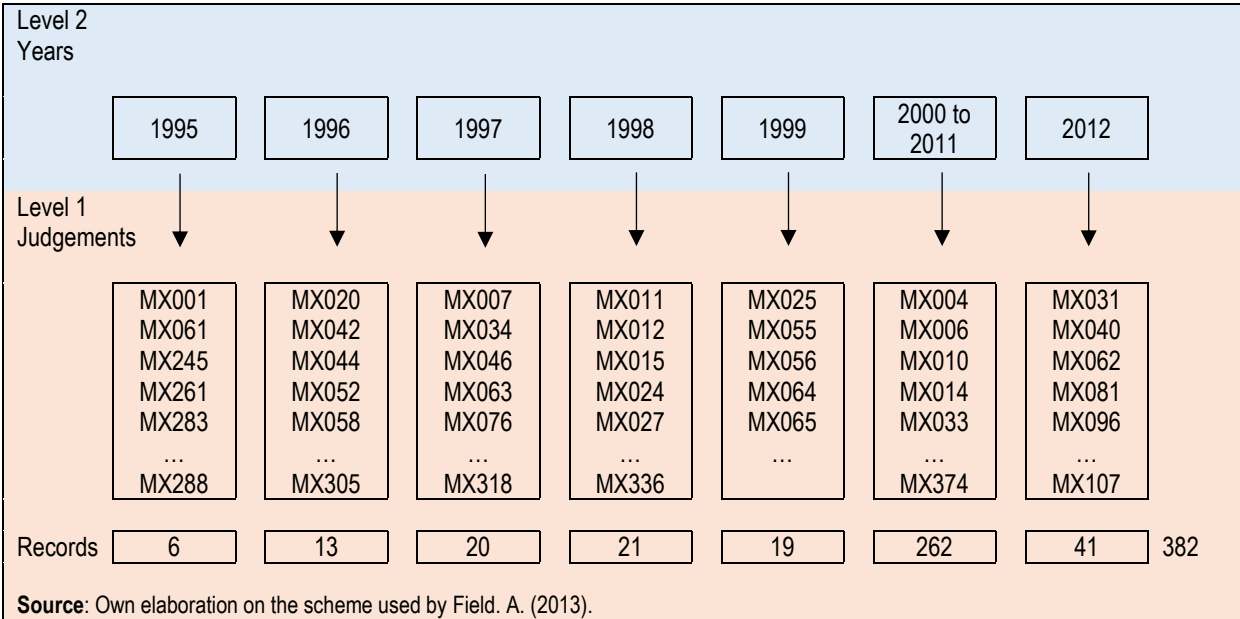 Level 2
Years
1995 1996 1997 1998 1999 2000 to 2011 2012
Level 1
Judgements
MX001 MX020 MX007 MX011 MX025 MX004 MX031
MX061 MX042 MX034 MX012 MX055 MX006 MX040
MX245 MX044 MX046 MX015 MX056 MX010 MX062
MX261 MX052 MX063 MX024 MX064 MX014 MX081
MX283 MX058 MX076 MX027 MX065 MX033 MX096
… … … … … … …
MX288 MX305 MX318 MX336 MX374 MX107
Records 6 13 20 21 19 262 41 382
Source: Own elaboration on the scheme used by Field. A. (2013).